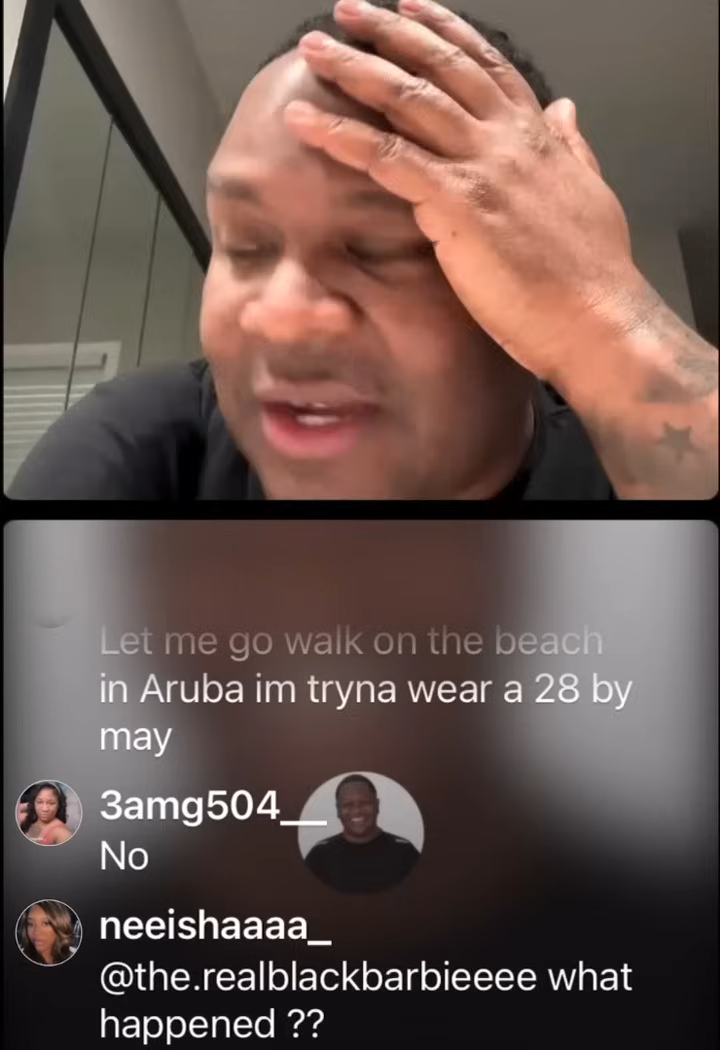 Let me go walk on the beach
in Aruba im tryna wear a 28 by
may
3amg504__
No
neeishaaaa_
@the.realblackbarbieeee what
happened ??